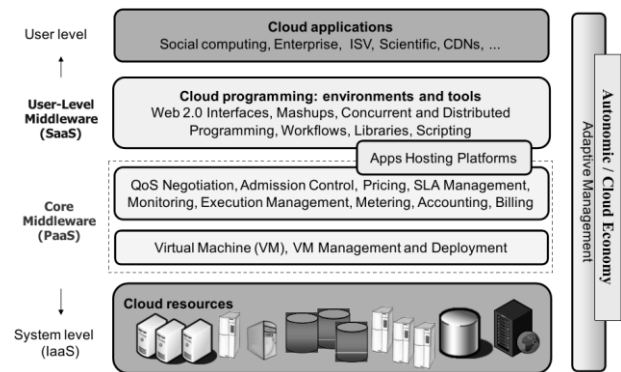 User level
Cloud applications
Social computing, Enterprise, ISV, Scientific, CDNs, ...
User-Level
Middleware
(SaaS)
Cloud programming: environments and tools
Web 2.0 Interfaces, Mashups, Concurrent and Distributed
Programming, Workflows, Libraries, Scripting
Apps Hosting Platforms
Core
Middleware
(PaaS)
QoS Negotiation, Admission Control, Pricing, SLA Management,
Monitoring, Execution Management, Metering, Accounting, Billing
Virtual Machine (VM), VM Management and Deployment
System level
(IaaS)
Cloud resources
Adaptive Management
Autonomic / Cloud Economy